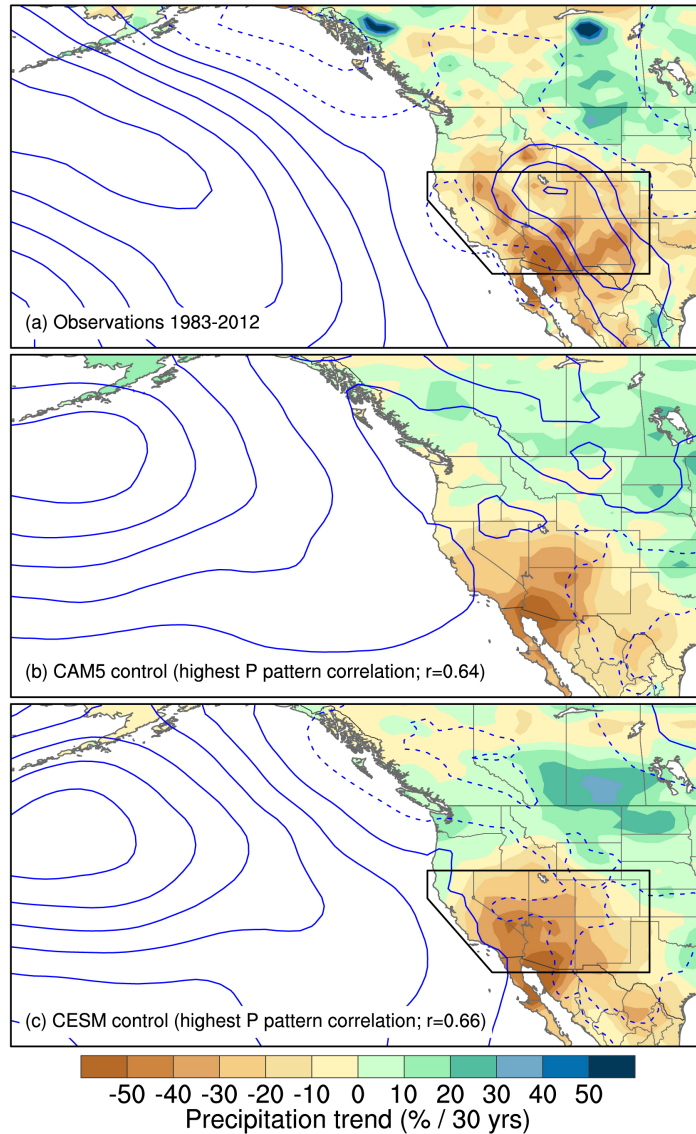 (a) Observations 1983-2012
(b) CAM5 control (highest P pattern correlation; r=0.64)
(c) CESM control (highest P pattern correlation; r=0.66)
-50 -40 -30 -20 -10 0 10 20 30 40 50
Precipitation trend (% / 30 yrs)